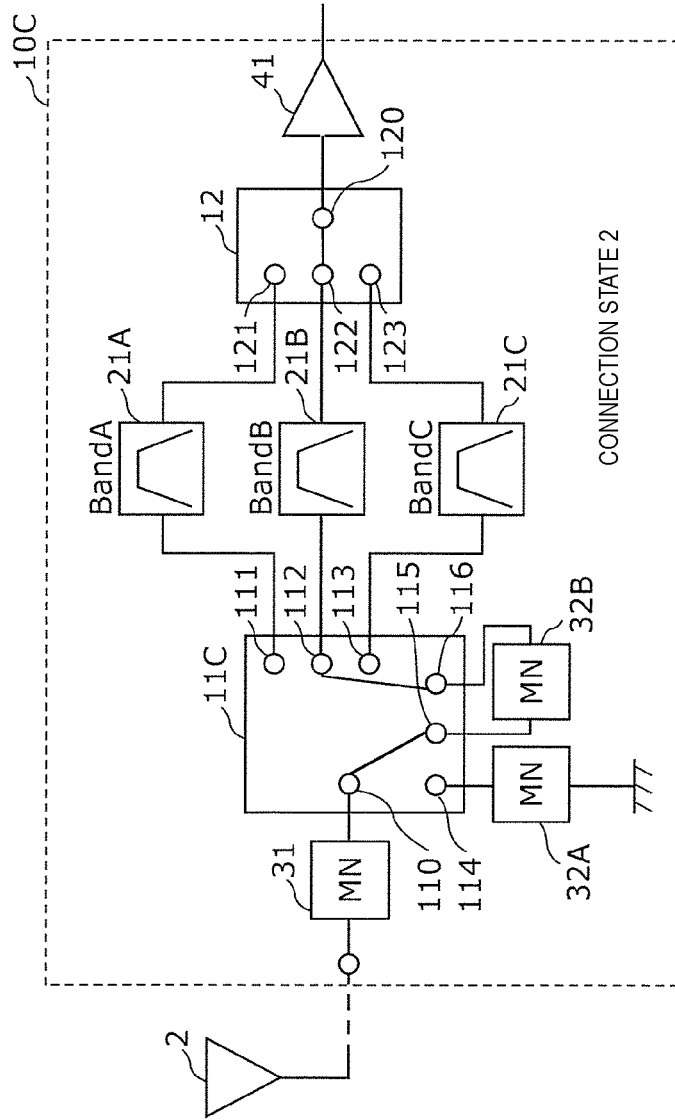 10C
2
31
MN
11C
110
111
112
113
114
115
116
32A
MN
32B
MN
BandA
21A
BandB
21B
BandC
21C
12
121
122
123
120
41
CONNECTION STATE 2